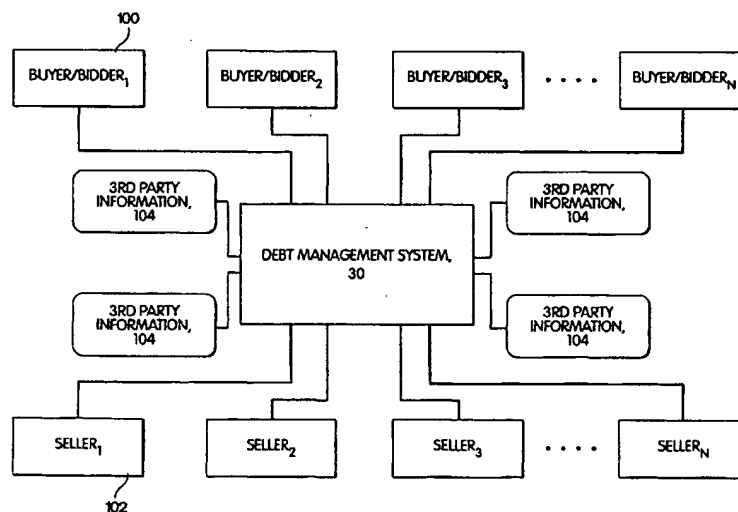 100
BUYER/BIDDER1
BUYER/BIDDER2
BUYER/BIDDER3
....
BUYER/BIDDERN
3RD PARTY
INFORMATION,
104
3RD PARTY
INFORMATION,
104
DEBT MANAGEMENT SYSTEM,
30
3RD PARTY
INFORMATION,
104
3RD PARTY
INFORMATION,
104
SELLER1
SELLER2
SELLER3
....
SELLERN
102